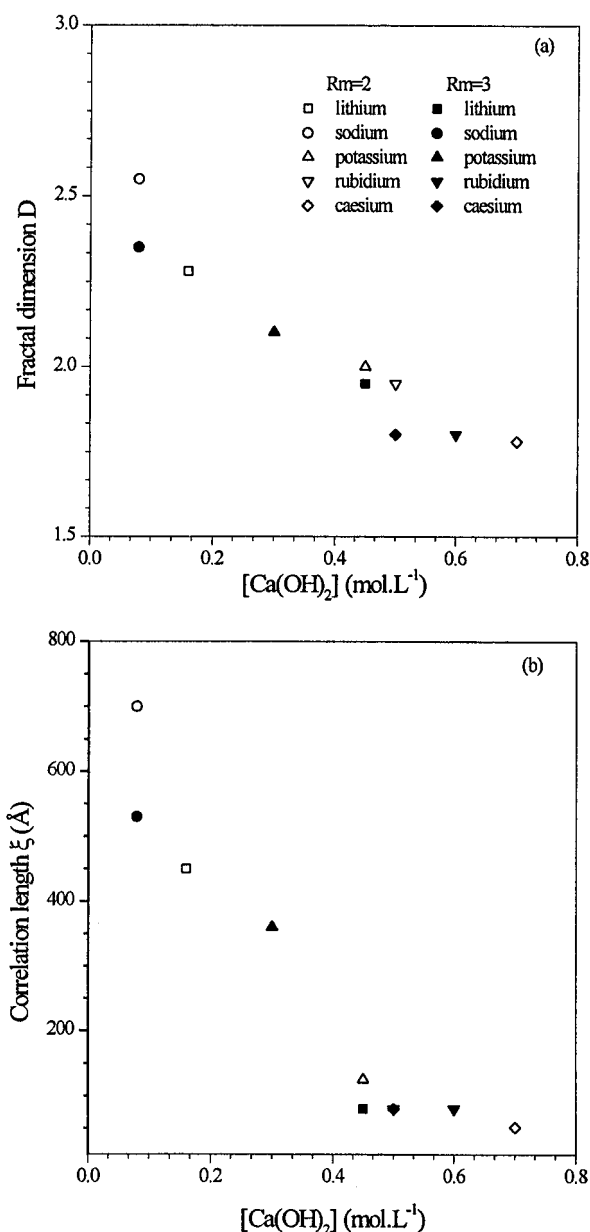 3.0
(a)
Rm=2 Rm=3
lithium lithium
sodium sodium
potassium potassium
rubidium rubidium
caesium caesium
2.5
2.0
1.5
Fractal dimension D
0.0 0.2 0.4 0.6 0.8
[Ca(OH)₂] (mol.L⁻¹)
800
(b)
600
400
200
Correlation length ξ (Å)
0.0 0.2 0.4 0.6 0.8
[Ca(OH)₂] (mol.L⁻¹)